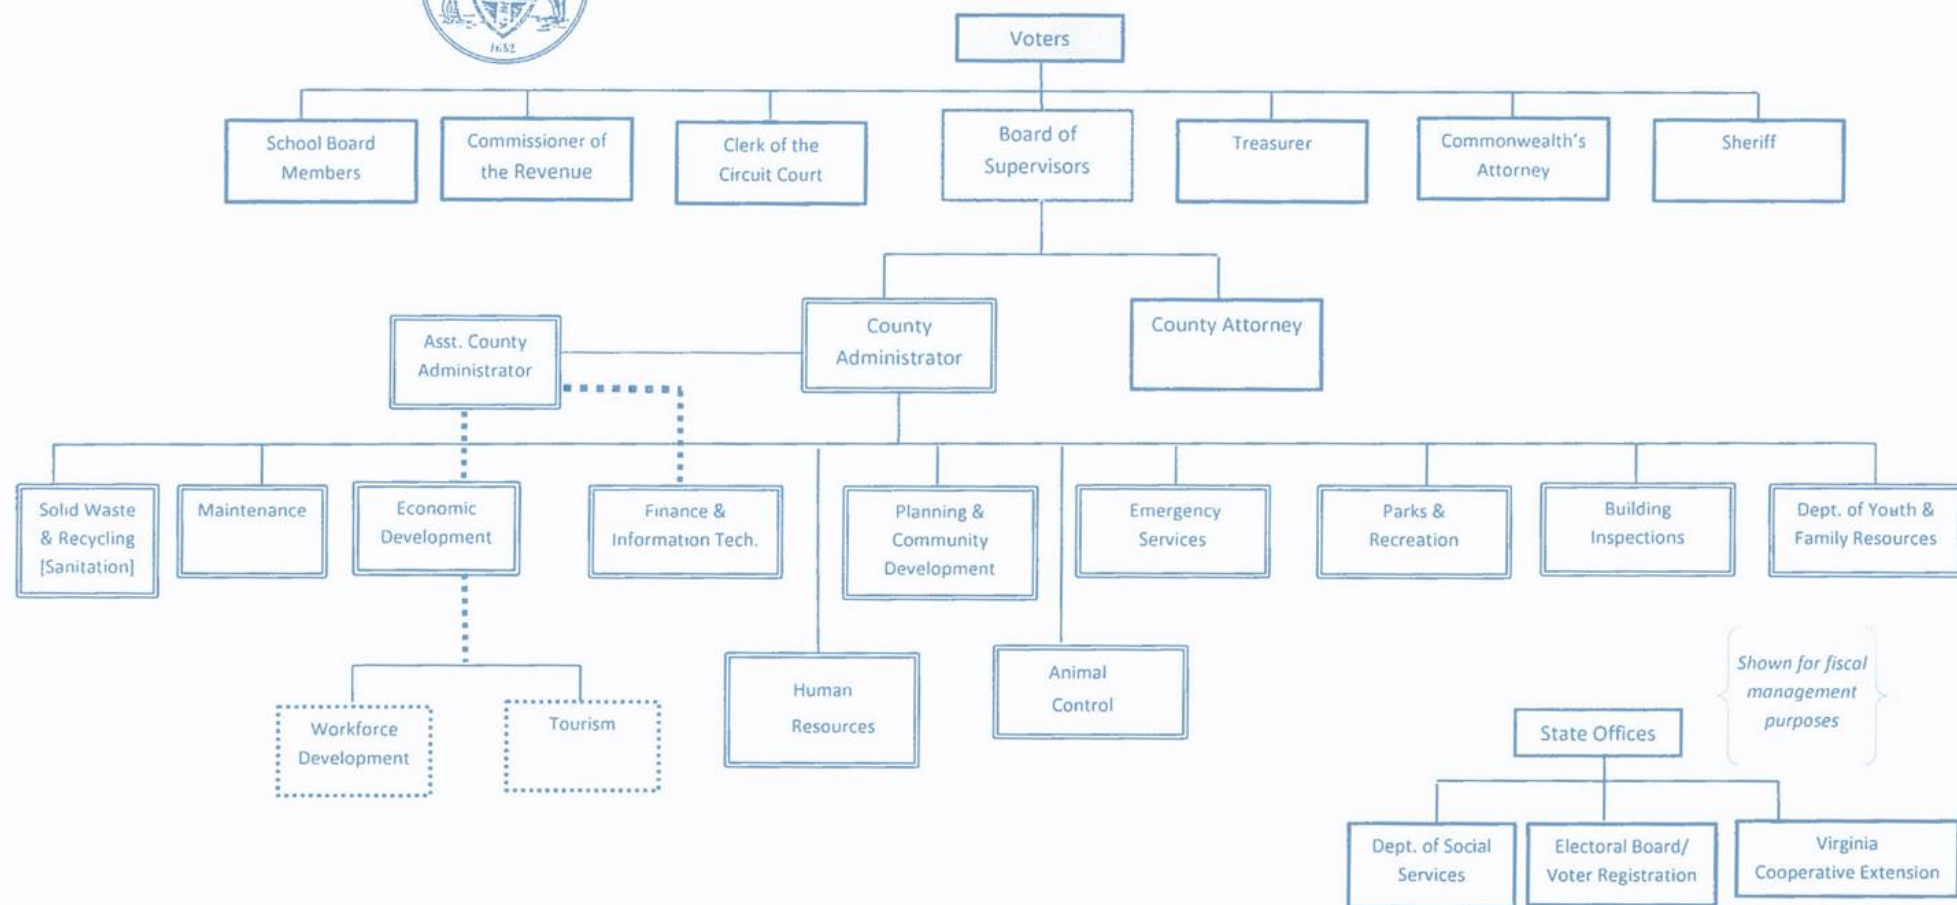 1652
Voters
School Board
Members
Commissioner of
the Revenue
Clerk of the
Circuit Court
Board of
Supervisors
Treasurer
Commonwealth's
Attorney
Sheriff
Asst. County
Administrator
County
Administrator
County Attorney
Solid Waste
& Recycling
[Sanitation]
Maintenance
Economic
Development
Finance &
Information Tech.
Planning &
Community
Development
Emergency
Services
Parks &
Recreation
Building
Inspections
Dept. of Youth &
Family Resources
Workforce
Development
Tourism
Human
Resources
Animal
Control
Shown for fiscal
management
purposes
State Offices
Dept. of Social
Services
Electoral Board/
Voter Registration
Virginia
Cooperative Extension